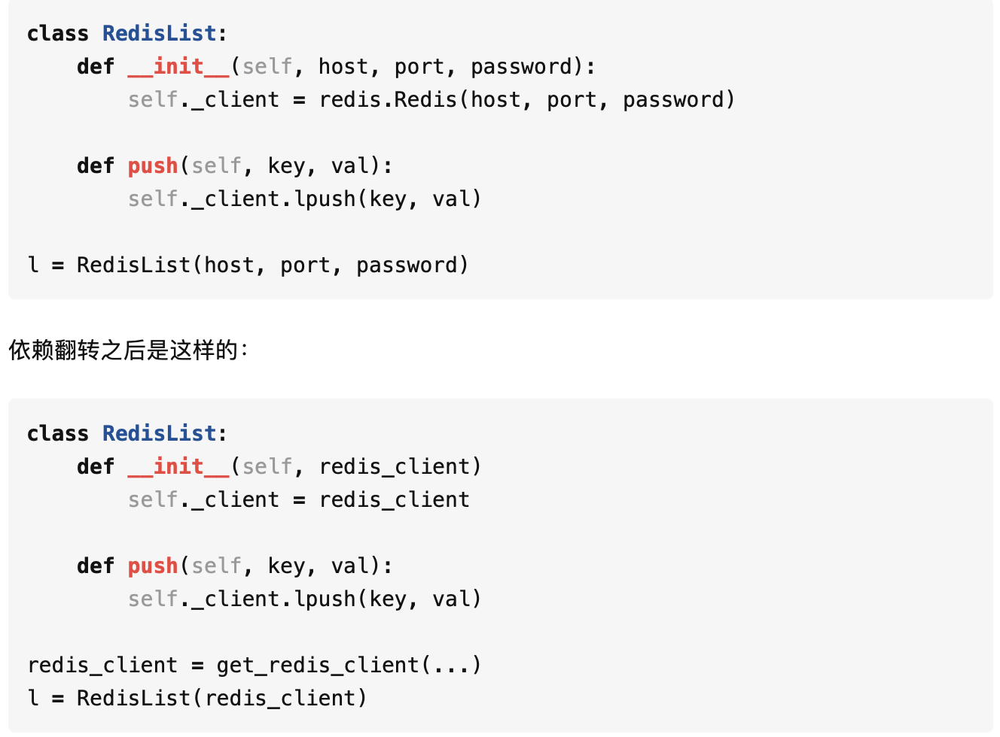 class RedisList:
    def __init__(self, host, port, password):
        self._client = redis.Redis(host, port, password)
    def push(self, key, val):
        self._client.lpush(key, val)
l = RedisList(host, port, password)
依赖翻转之后是这样的：
class RedisList:
    def __init__(self, redis_client)
        self._client = redis_client
    def push(self, key, val):
        self._client.lpush(key, val)
redis_client = get_redis_client(...)
l = RedisList(redis_client)